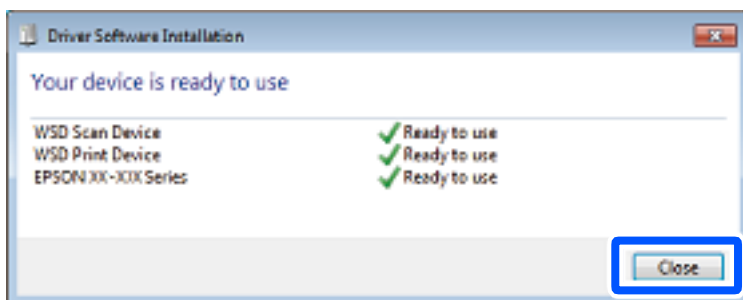 Driver Software Installation
Your device is ready to use
WSD Scan Device Ready to use
WSD Print Device Ready to use
EPSON XX-XXX Series Ready to use
Close